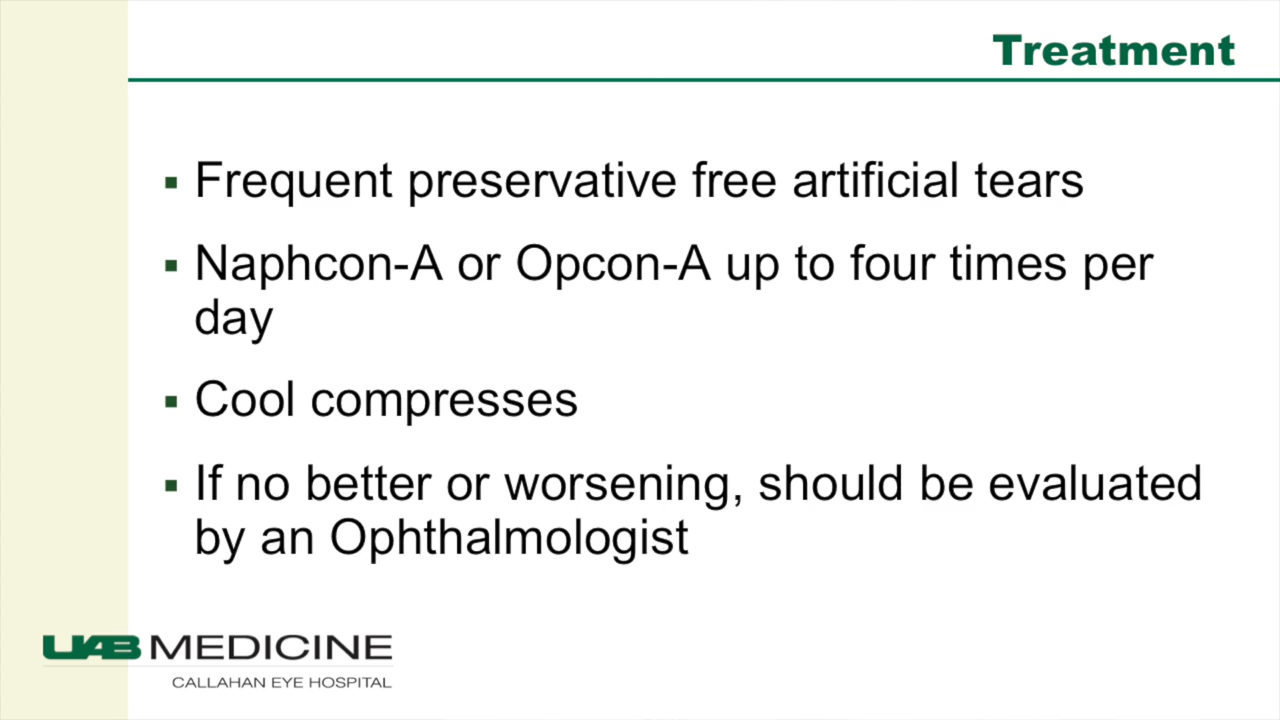 Treatment
▪ Frequent preservative free artificial tears
▪ Naphcon-A or Opcon-A up to four times per
day
▪ Cool compresses
▪ If no better or worsening, should be evaluated
by an Ophthalmologist
UAB MEDICINE
CALLAHAN EYE HOSPITAL